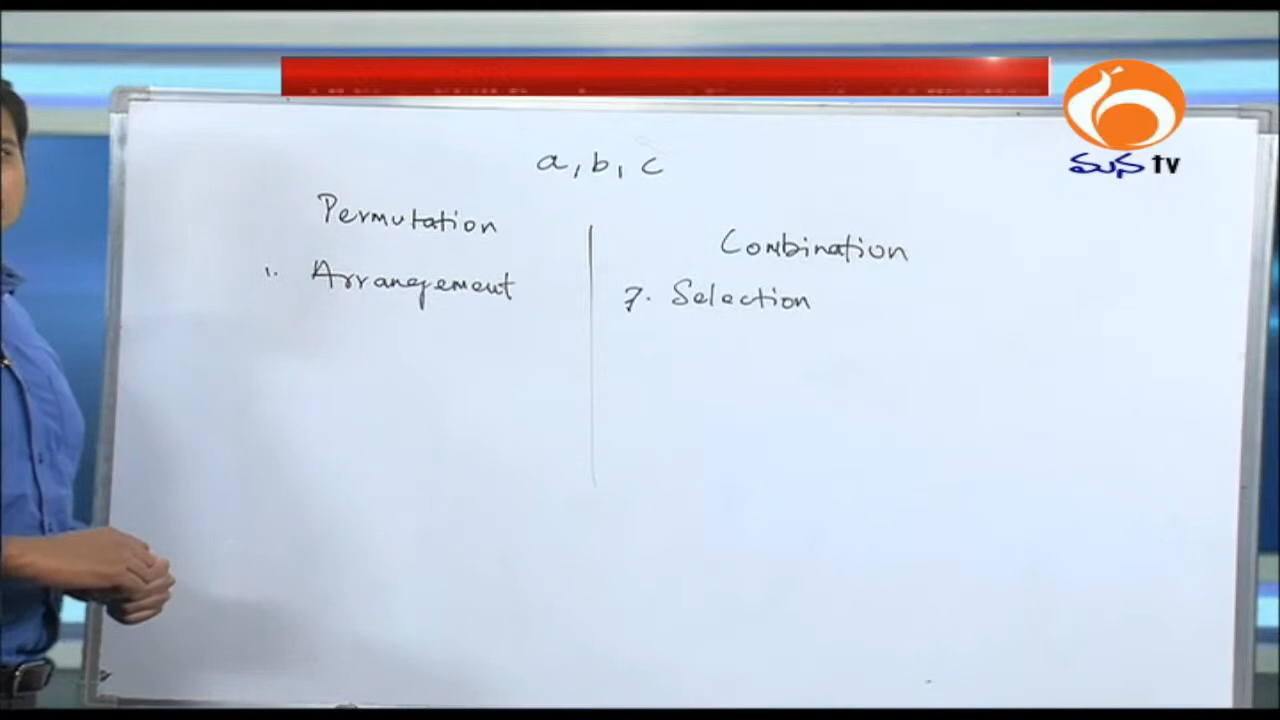 a, b, c
Permutation
1. Arrangement
Combination
7. Selection
మన tv